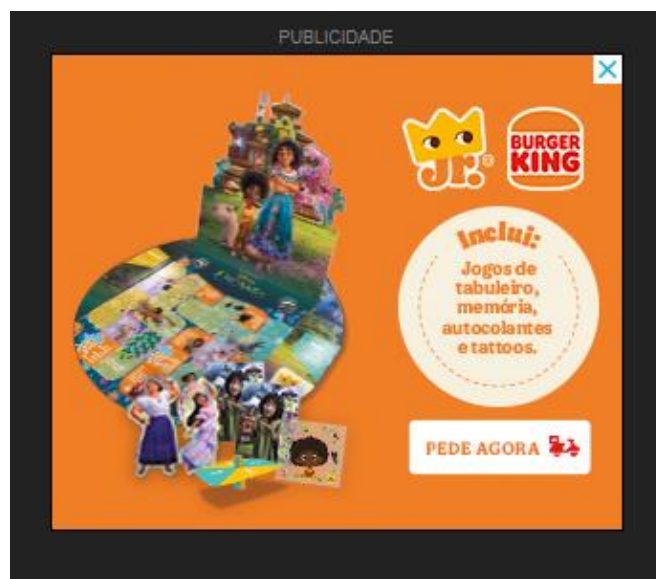 PUBLICIDADE
Jr.
BURGER
KING
Inclui:
Jogos de
tabuleiro,
memória,
autocolantes
e tattoos.
PEDE AGORA